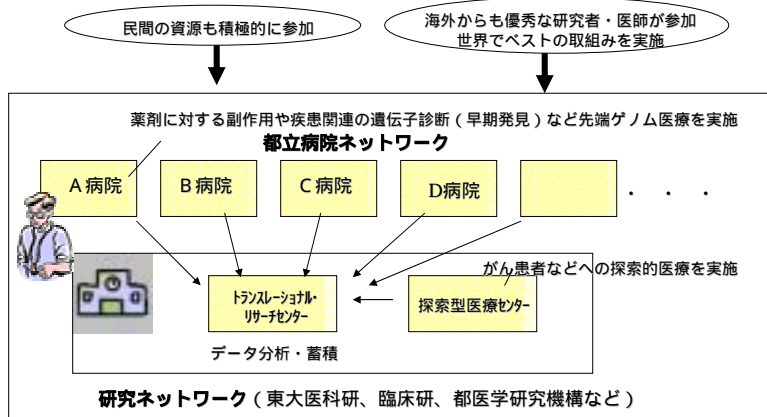 民間の資源も積極的に参加
海外からも優秀な研究者・医師が参加
世界でベストの取組みを実施
薬剤に対する副作用や疾患関連の遺伝子診断(早期発見)など先端ゲノム医療を実施
都立病院ネットワーク
A病院
B病院
C病院
D病院
・ ・ ・
がん患者などへの探索的医療を実施
トランスレーショナル・
リサーチセンター
探索型医療センター
データ分析・蓄積
研究ネットワーク(東大医科研、臨床研、都医学研究機構など)